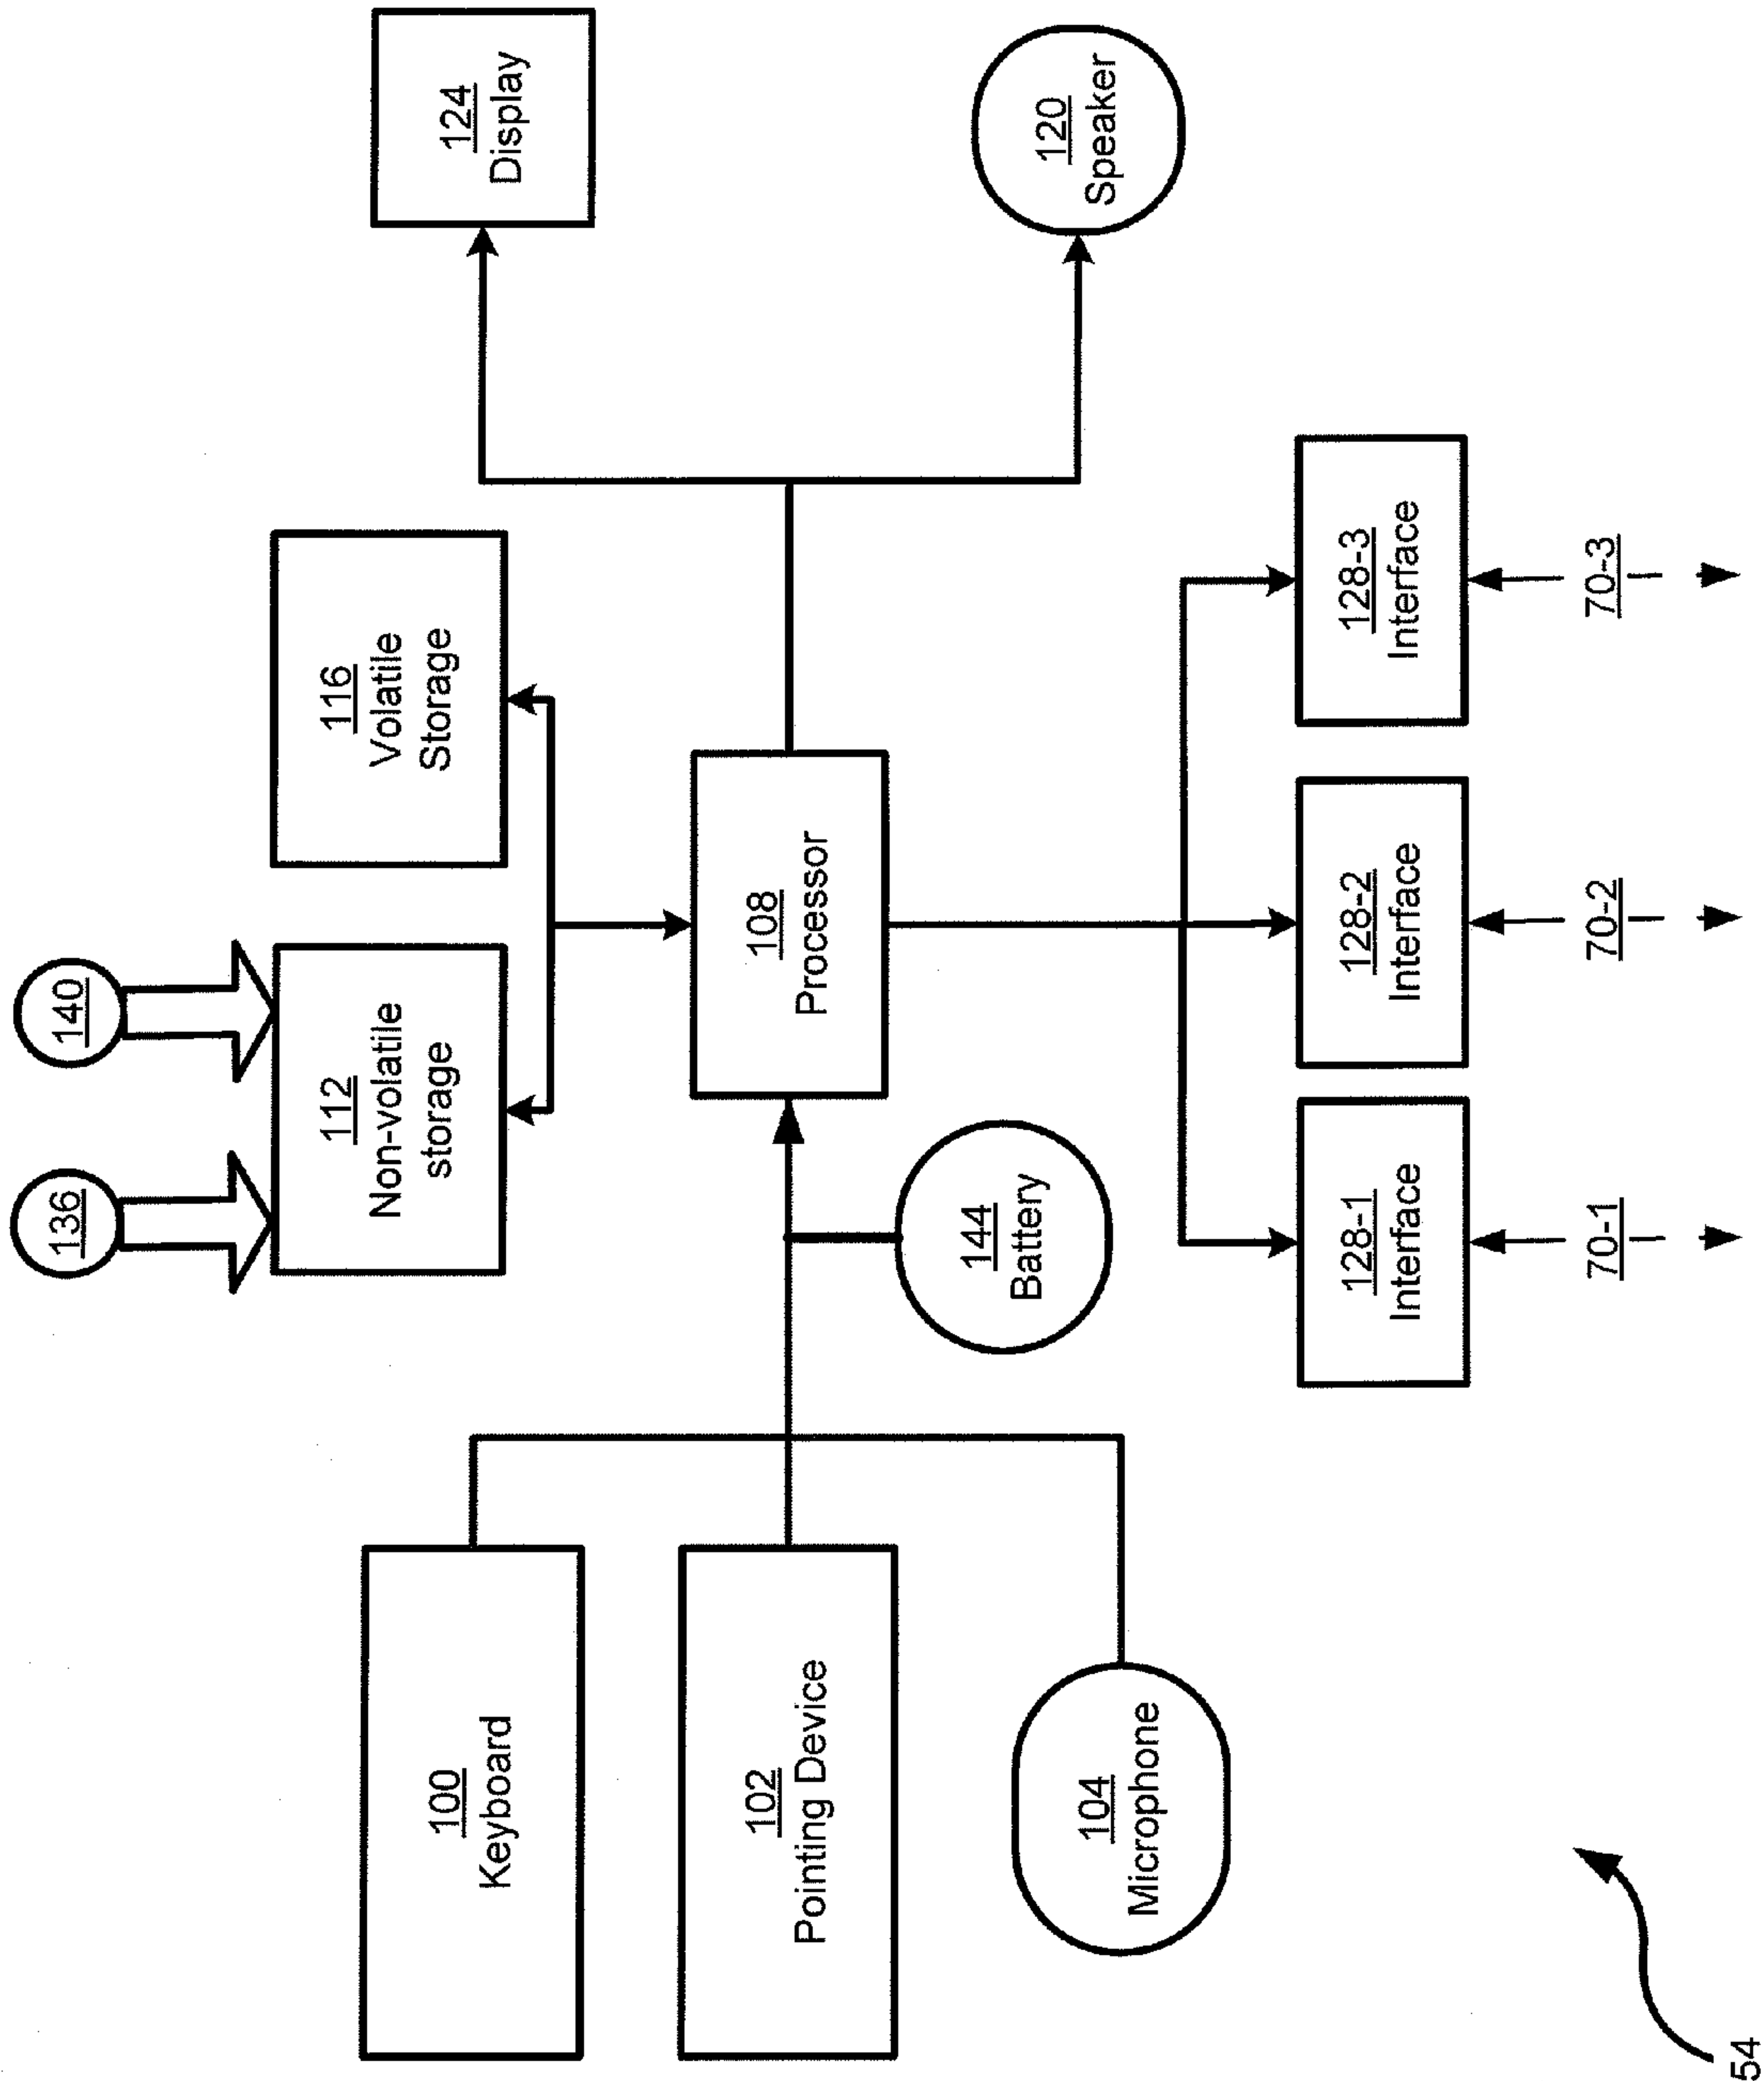 136
140
100
Keyboard
112
Non-volatile
storage
116
Volatile
Storage
124
Display
102
Pointing Device
108
Processor
104
Microphone
144
Battery
120
Speaker
128-1
Interface
128-2
Interface
128-3
Interface
70-1
70-2
70-3
54